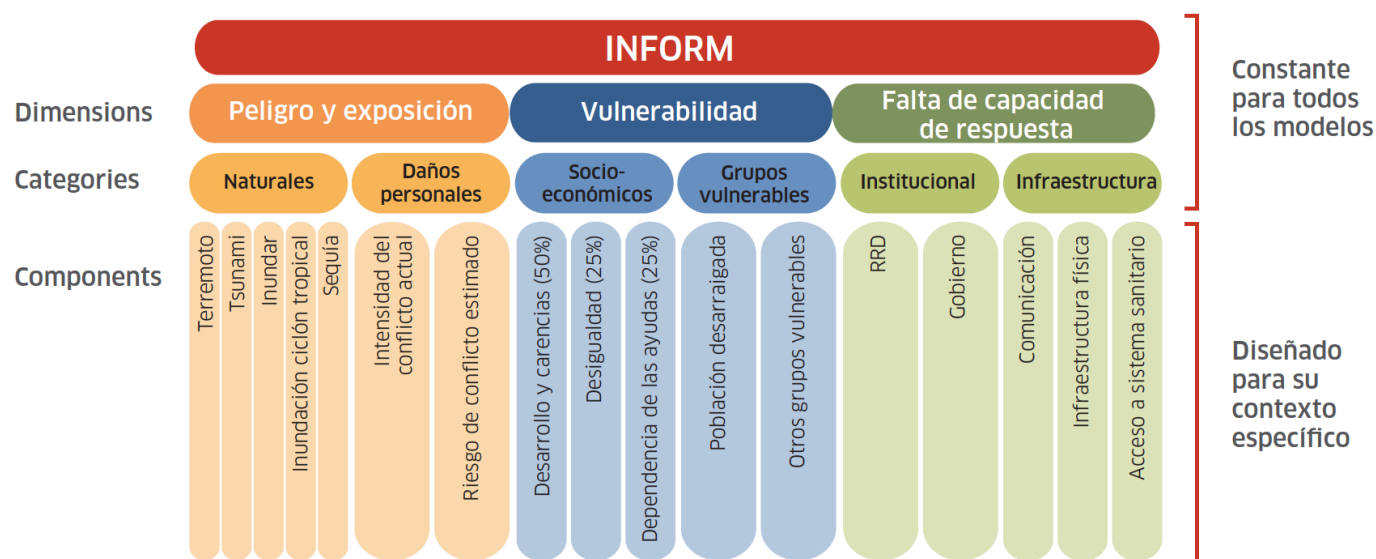 INFORM
Constante
para todos
los modelos
Dimensions
Peligro y exposición
Vulnerabilidad
Falta de capacidad
de respuesta
Categories
Naturales
Daños
personales
Socio-
económicos
Grupos
vulnerables
Institucional
Infraestructura
Components
Terremoto
Tsunami
Inundar
Inundación ciclón tropical
Sequía
Intensidad del
conflicto actual
Riesgo de conflicto estimado
Desarrollo y carencias (50%)
Desigualdad (25%)
Dependencia de las ayudas (25%)
Población desarraigada
Otros grupos vulnerables
RRD
Gobierno
Comunicación
Infraestructura física
Acceso a sistema sanitario
Diseñado
para su
contexto
específico